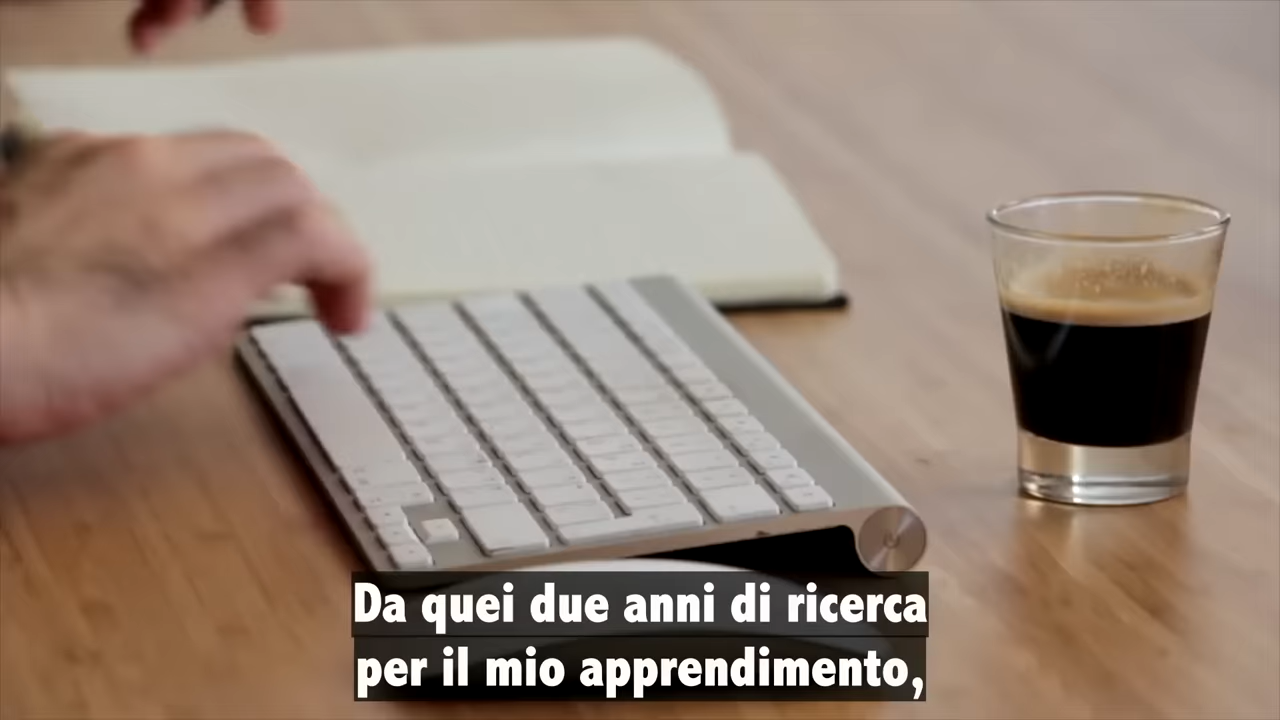 Da quei due anni di ricerca
per il mio apprendimento,